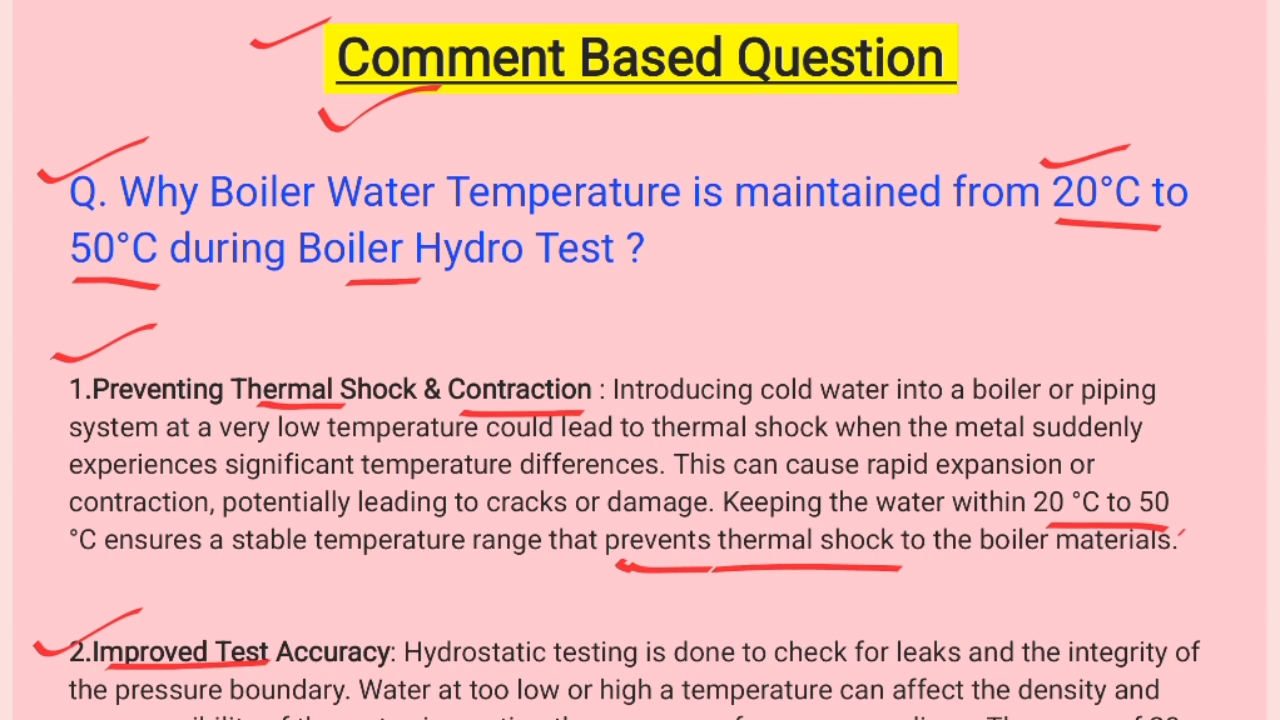 Comment Based Question
Q. Why Boiler Water Temperature is maintained from 20°C to
50°C during Boiler Hydro Test ?
1.Preventing Thermal Shock & Contraction : Introducing cold water into a boiler or piping
system at a very low temperature could lead to thermal shock when the metal suddenly
experiences significant temperature differences. This can cause rapid expansion or
contraction, potentially leading to cracks or damage. Keeping the water within 20 °C to 50
°C ensures a stable temperature range that prevents thermal shock to the boiler materials.
2.Improved Test Accuracy: Hydrostatic testing is done to check for leaks and the integrity of
the pressure boundary. Water at too low or high a temperature can affect the density and